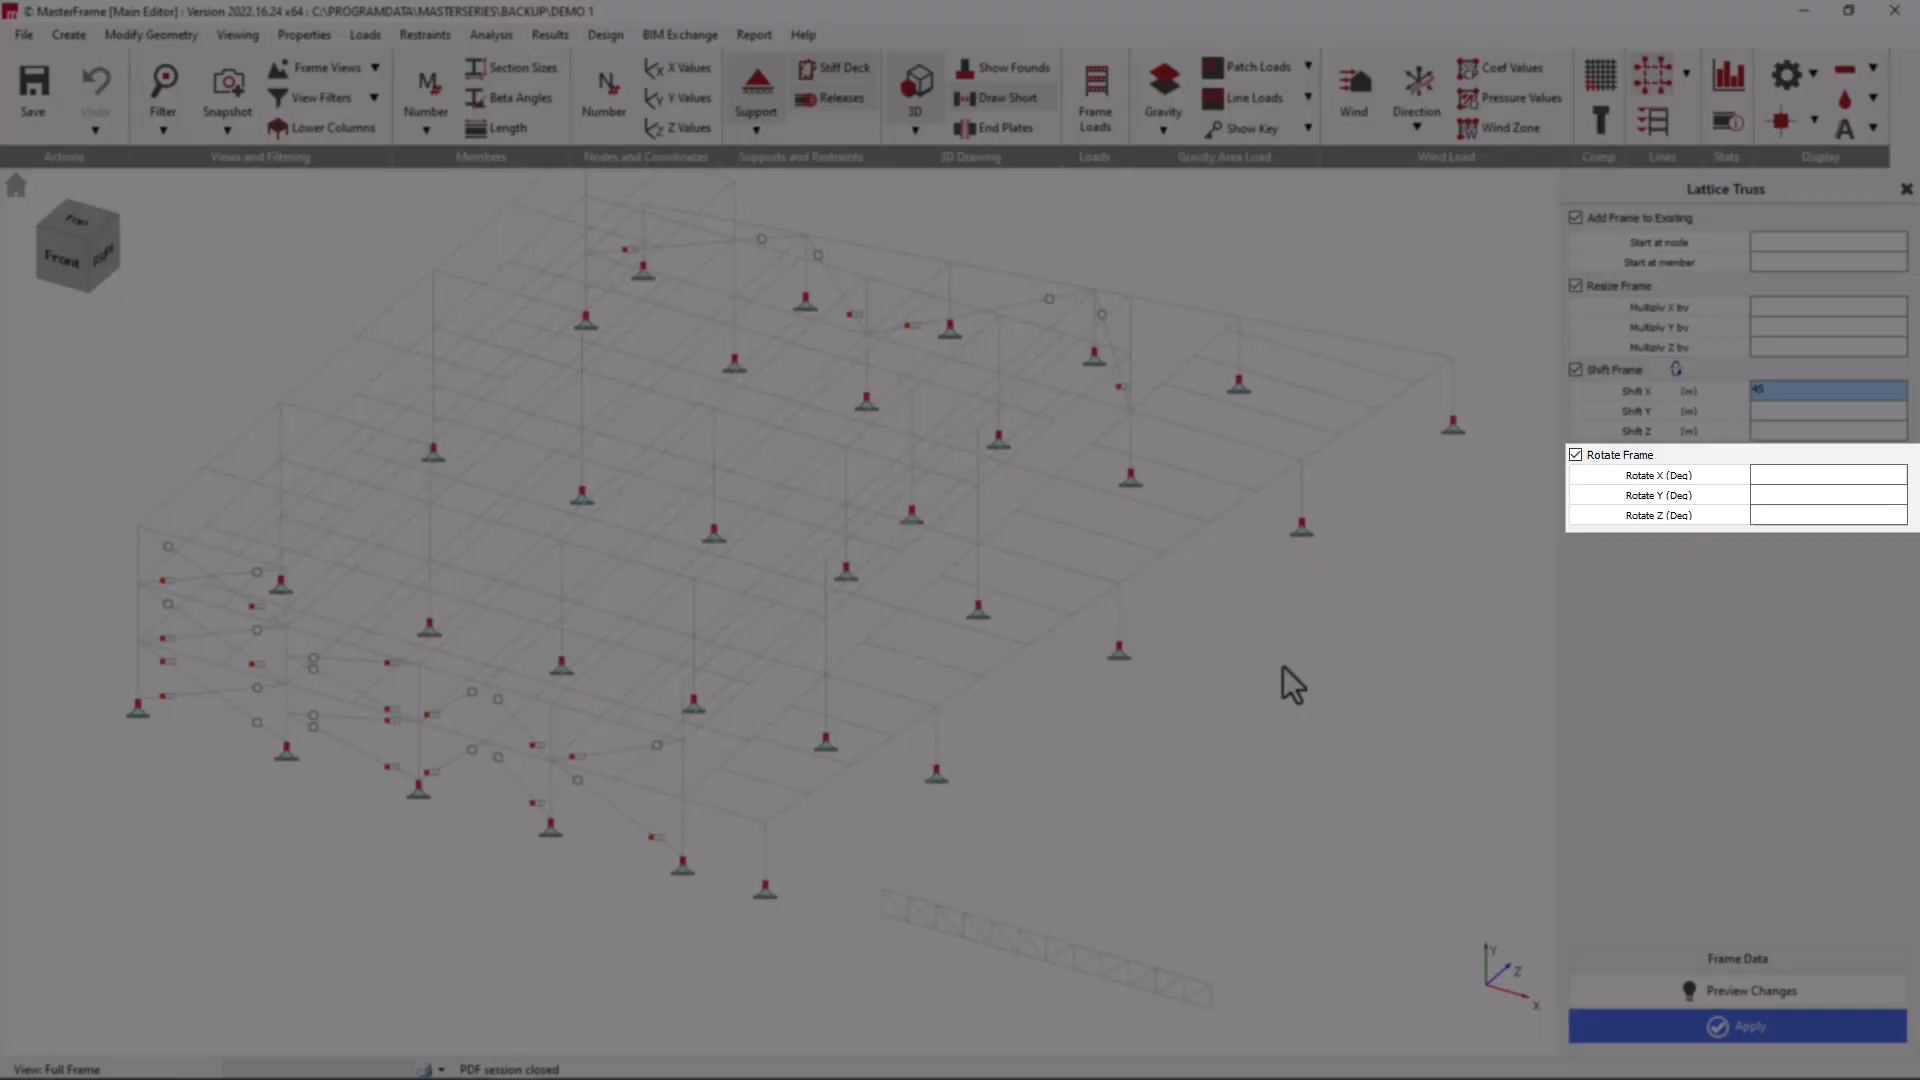 © MasterFrame [Main Editor] : Version 2022.16.24 x64 : C:\PROGRAMDATA\MASTERSERIES\BACKUP\DEMO 1
File Create Modify Geometry Viewing Properties Loads Restraints Analysis Results Design BIM Exchange Report Help
Save
Undo
Filter
Snapshot
Frame Views
View Filters
Lower Columns
Number
Section Sizes
Beta Angles
Length
Number
X Values
Y Values
Z Values
Support
Stiff Deck
Releases
3D
Show Founds
Draw Short
End Plates
Frame
Loads
Gravity
Patch Loads
Line Loads
Show Key
Wind
Direction
Coef Values
Pressure Values
Wind Zone
Actions Views and Filtering Members Nodes and Coordinates Supports and Restraints 3D Drawing Loads Gravity Area Load Wind Load Comp Lines Stats Display
Top
Front
Right
Lattice Truss
Add Frame to Existing
Start at node
Start at member
Resize Frame
Multiply X by
Multiply Y by
Multiply Z by
Shift Frame
Shift X (m) 45
Shift Y (m)
Shift Z (m)
Rotate Frame
Rotate X (Deg)
Rotate Y (Deg)
Rotate Z (Deg)
Y
Z
X
Frame Data
Preview Changes
Apply
View: Full Frame
PDF session closed